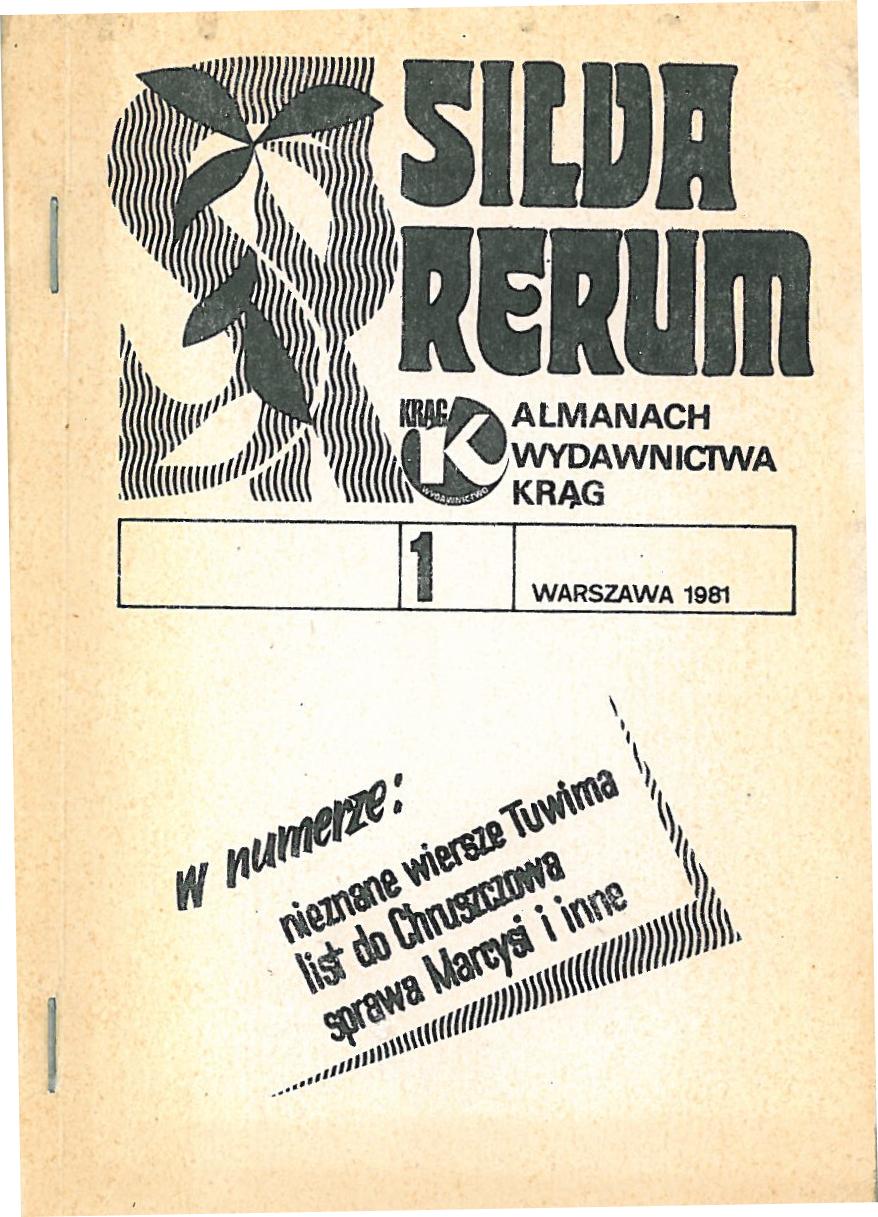 SILVA
RERUM
KRĄG
K
WYDAWNICTWO
ALMANACH
WYDAWNICTWA
KRĄG
1
WARSZAWA 1981
w numerze:
nieznane wiersze Tuwima
list do Chruszczowa
sprawa Marcysi i inne